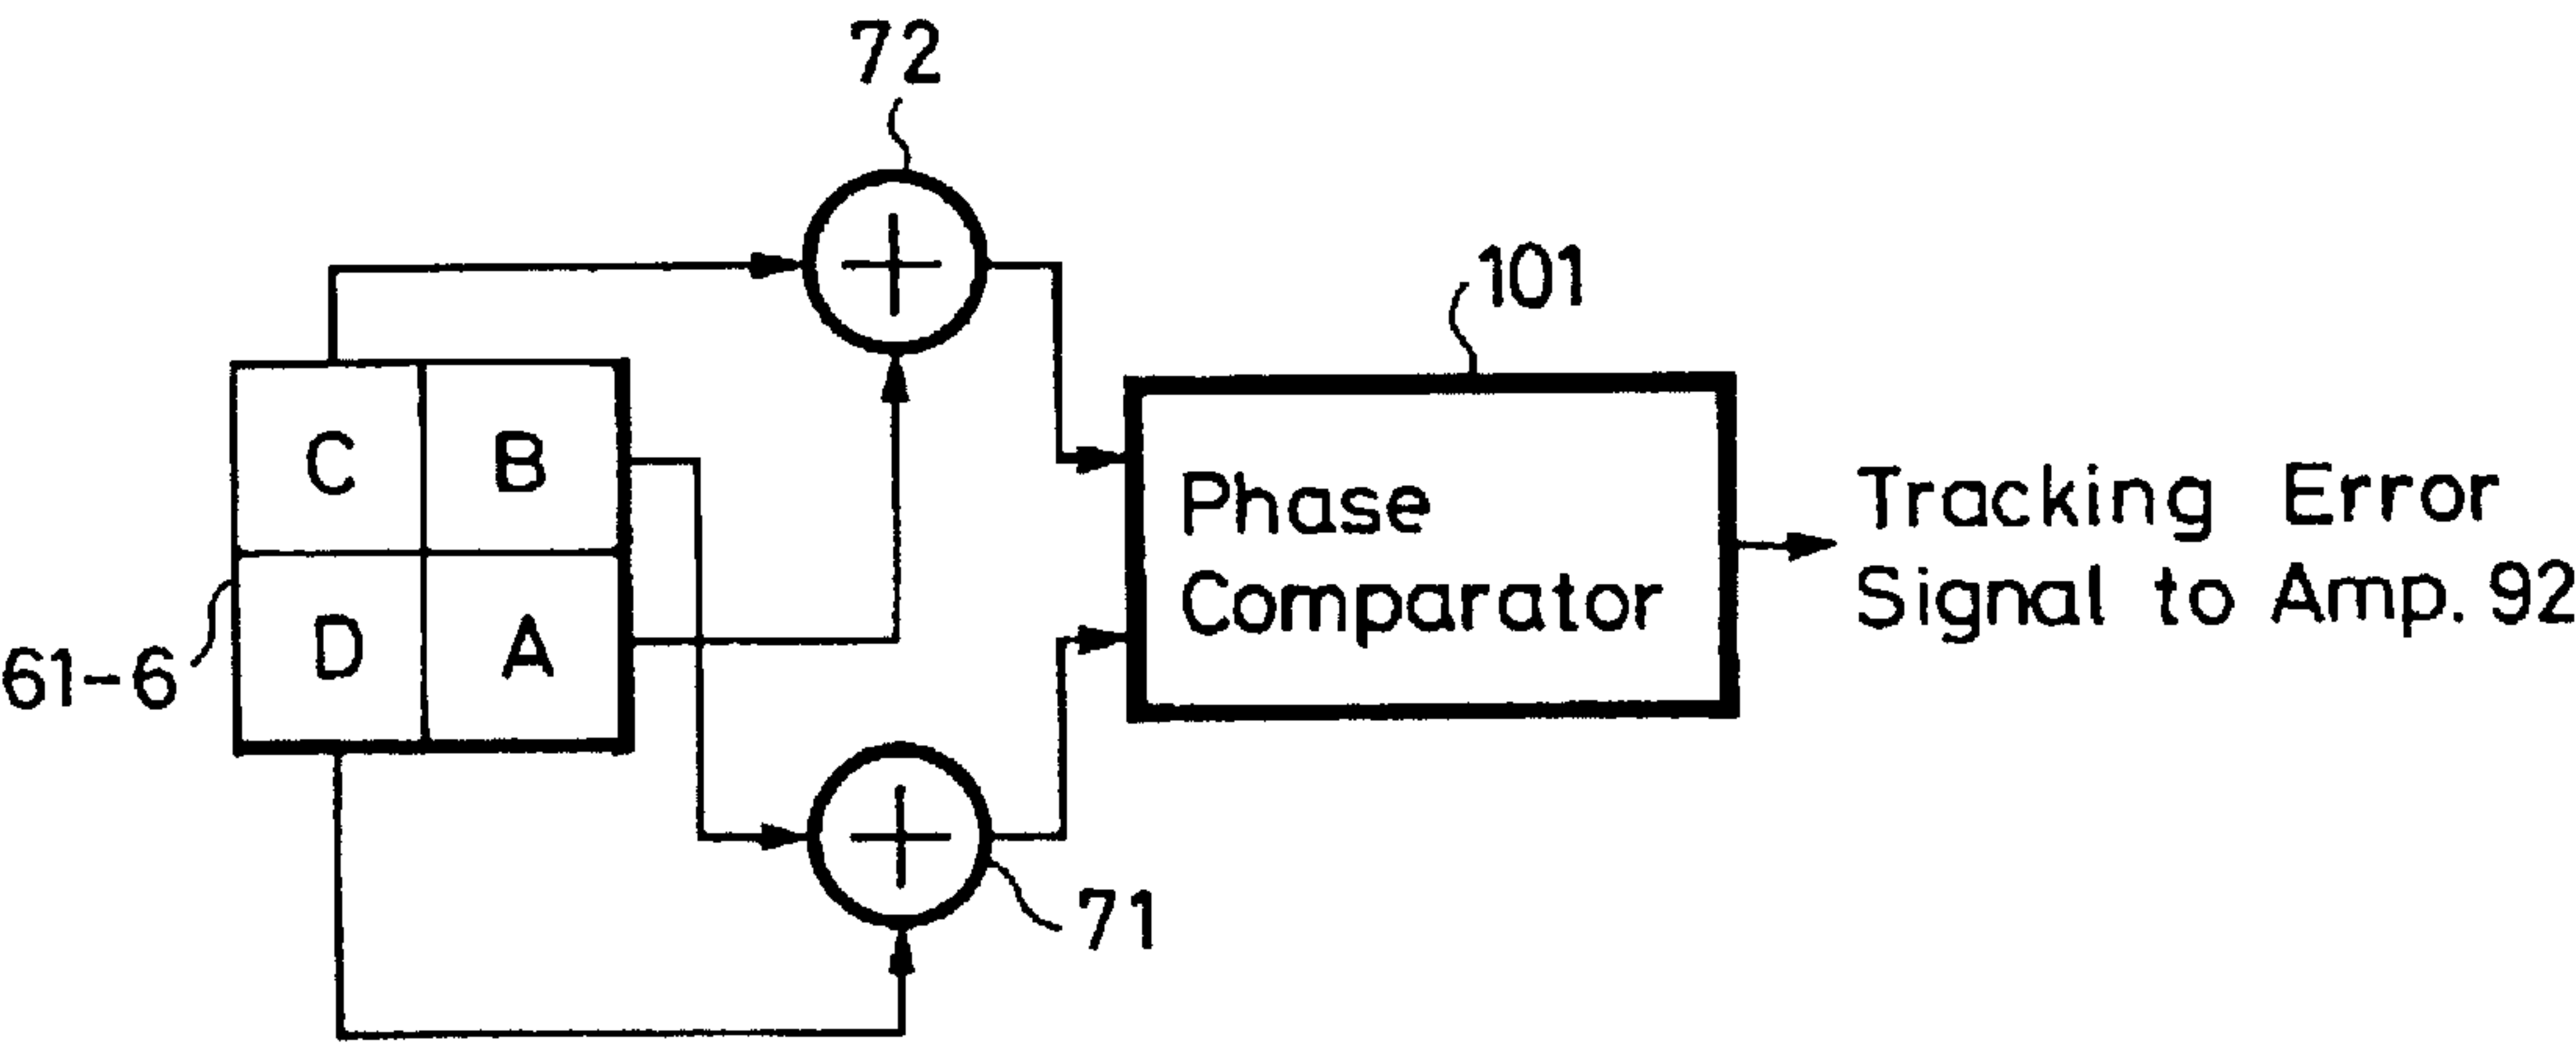 72
101
C B
D A
61-6
Phase
Comparator
Tracking Error
Signal to Amp. 92
71